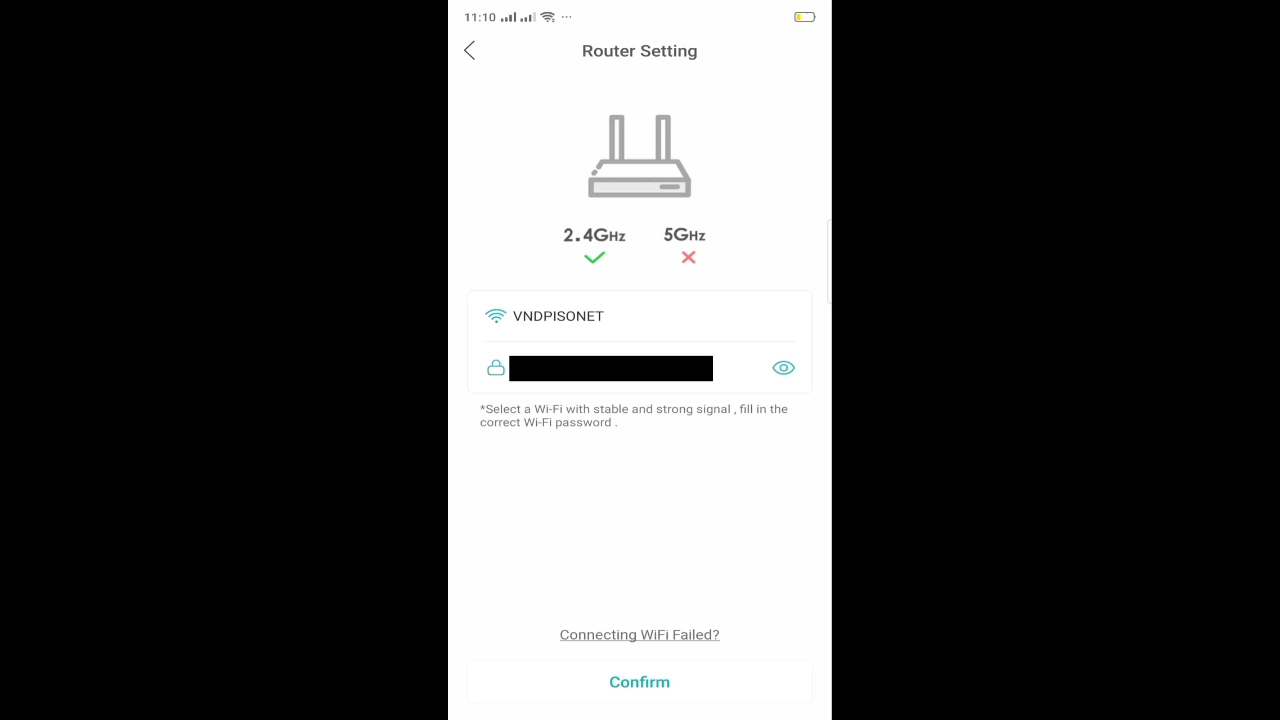 11:10
Router Setting
2.4GHz 5GHz
VNDPISONET
*Select a Wi-Fi with stable and strong signal , fill in the
correct Wi-Fi password .
Connecting WiFi Failed?
Confirm